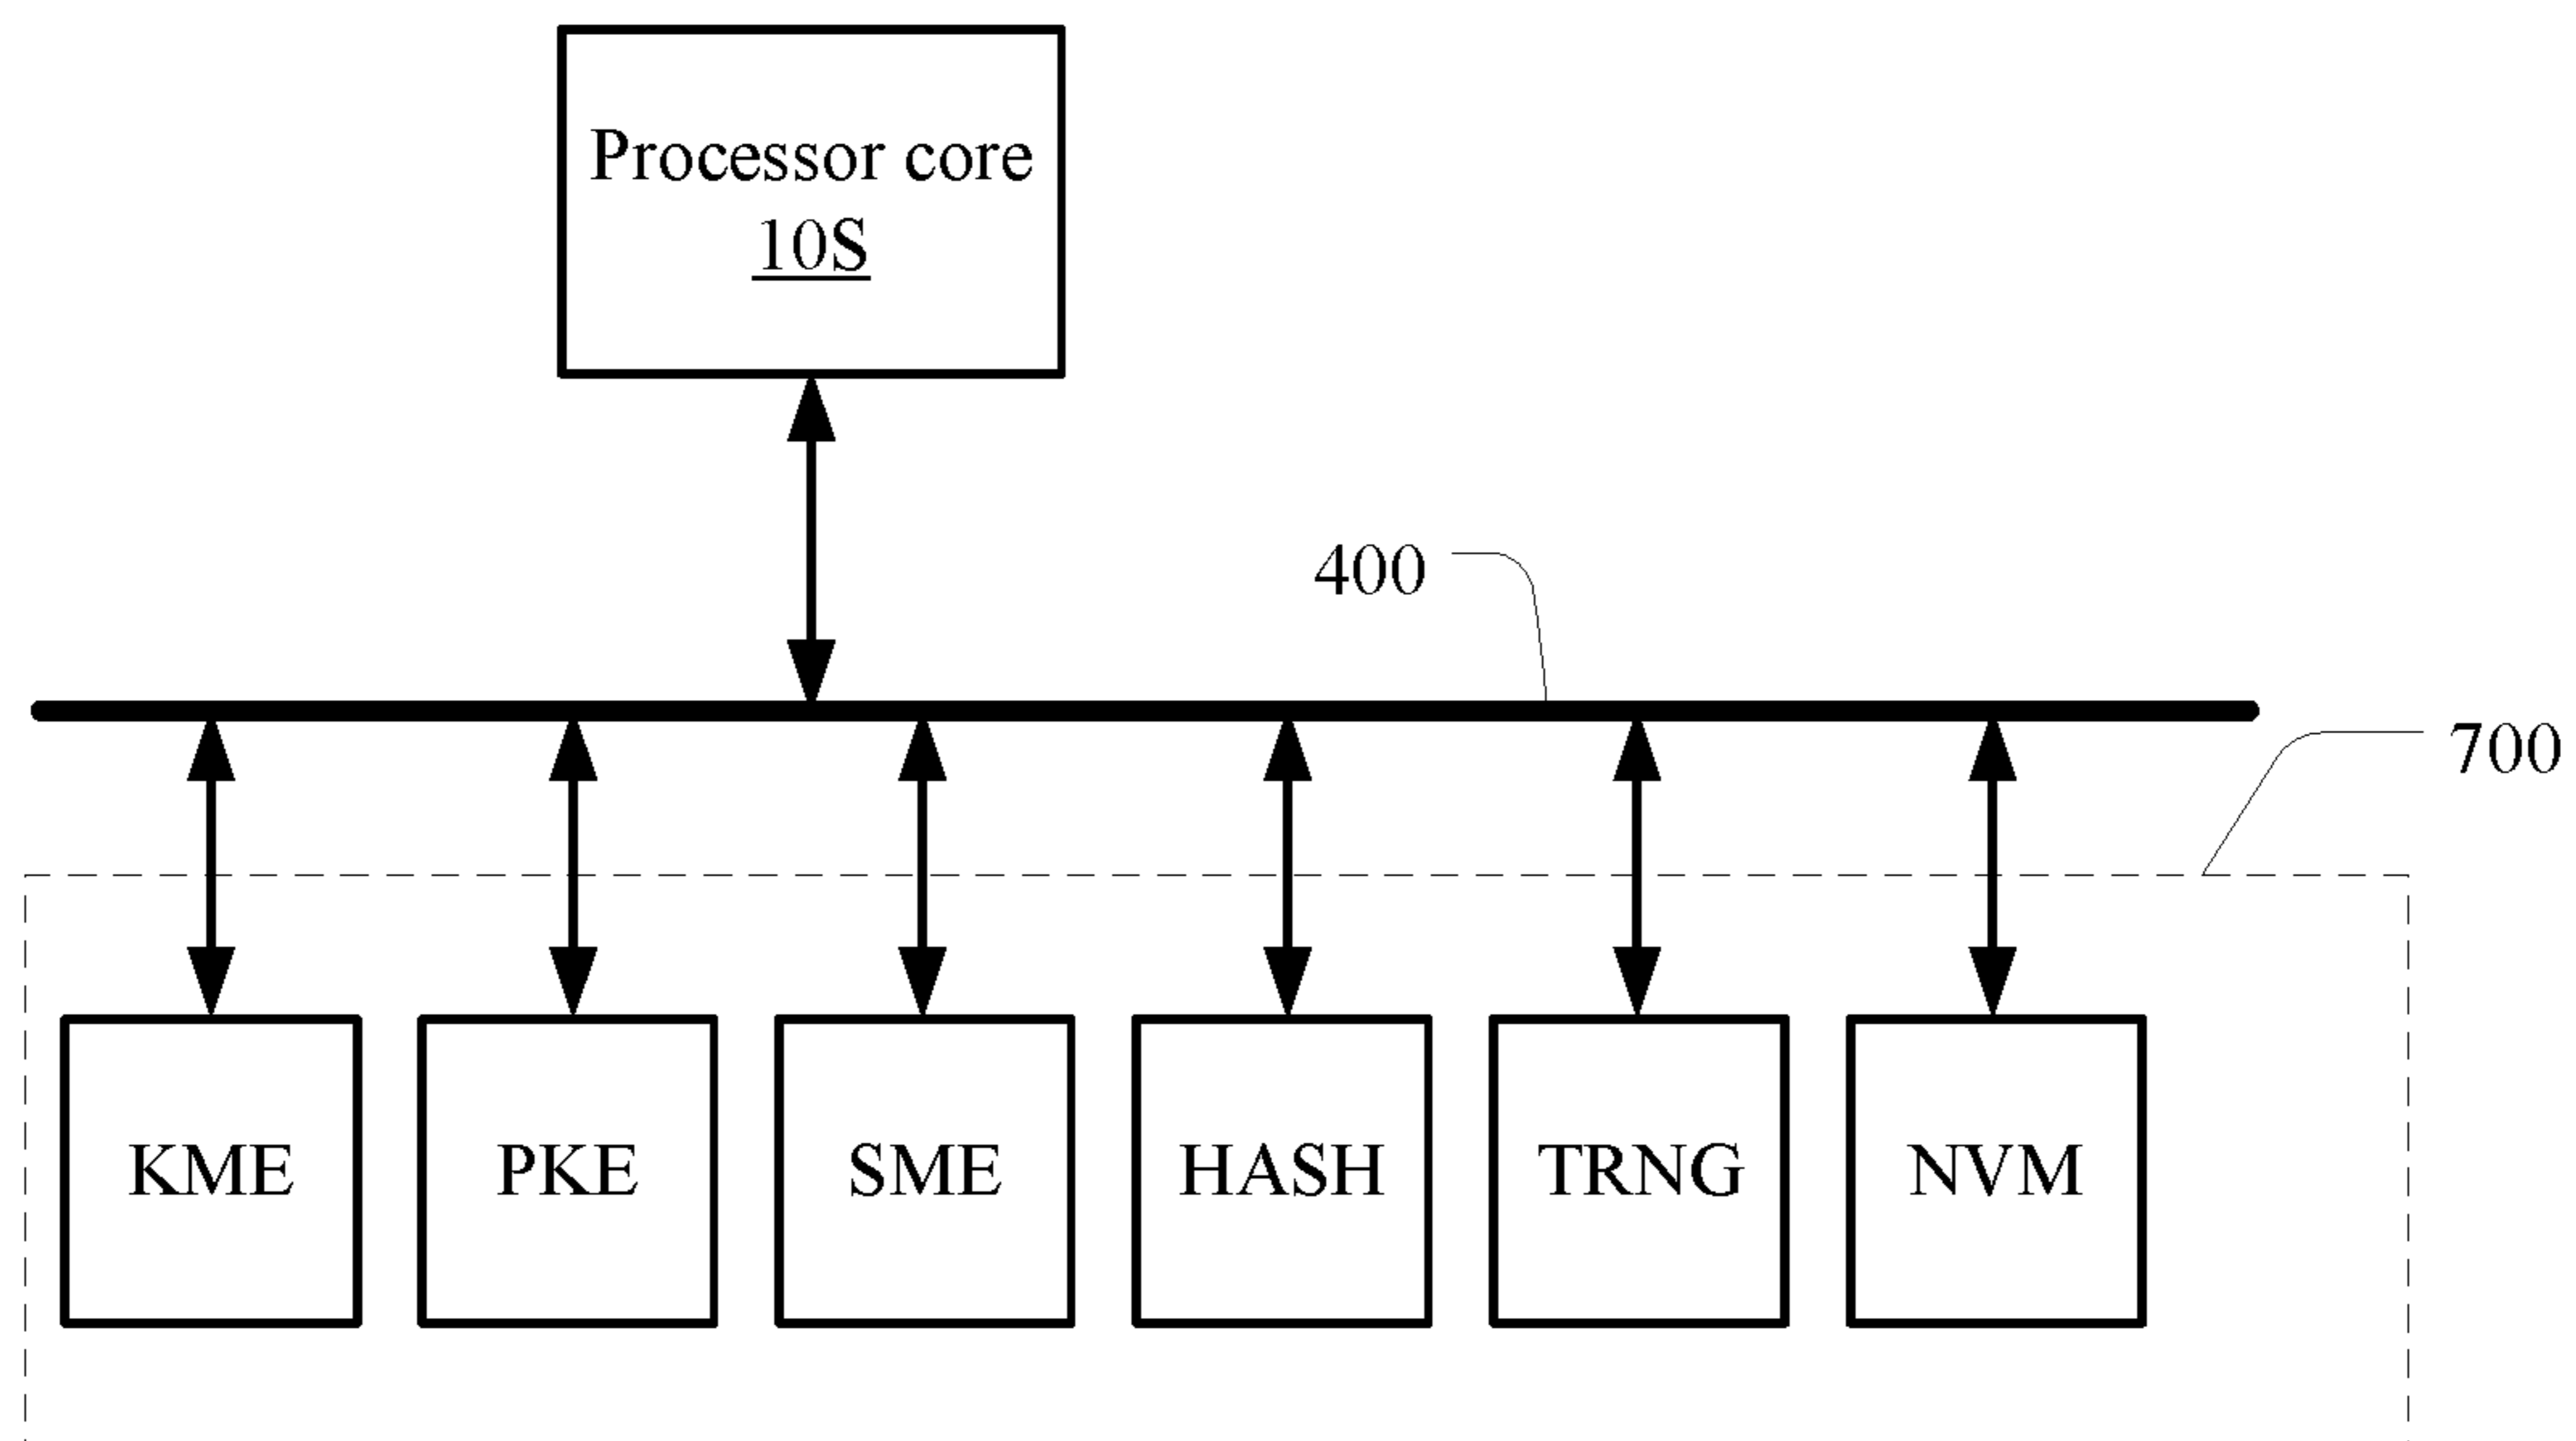 Processor core
10S
400
700
KME
PKE
SME
HASH
TRNG
NVM